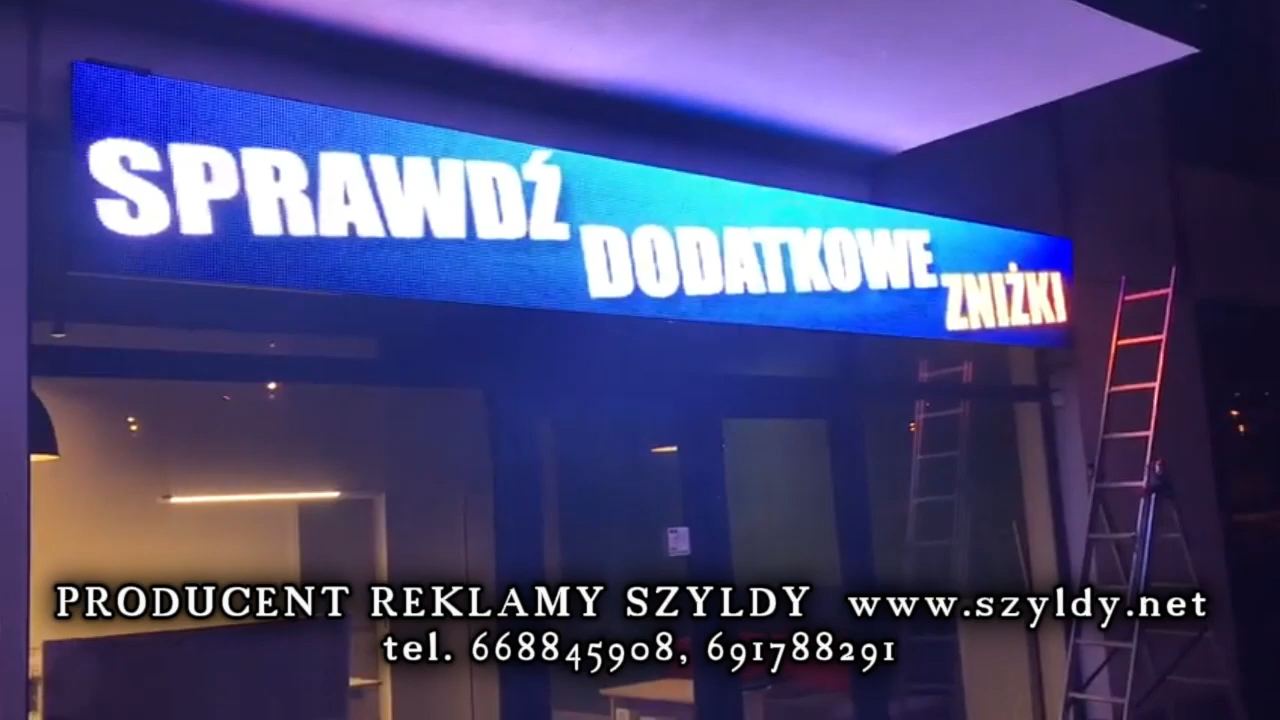 SPRAWDŹ DODATKOWE ZNIŻKI
PRODUCENT REKLAMY SZYLDY www.szyldy.net
tel. 668845908, 691788291